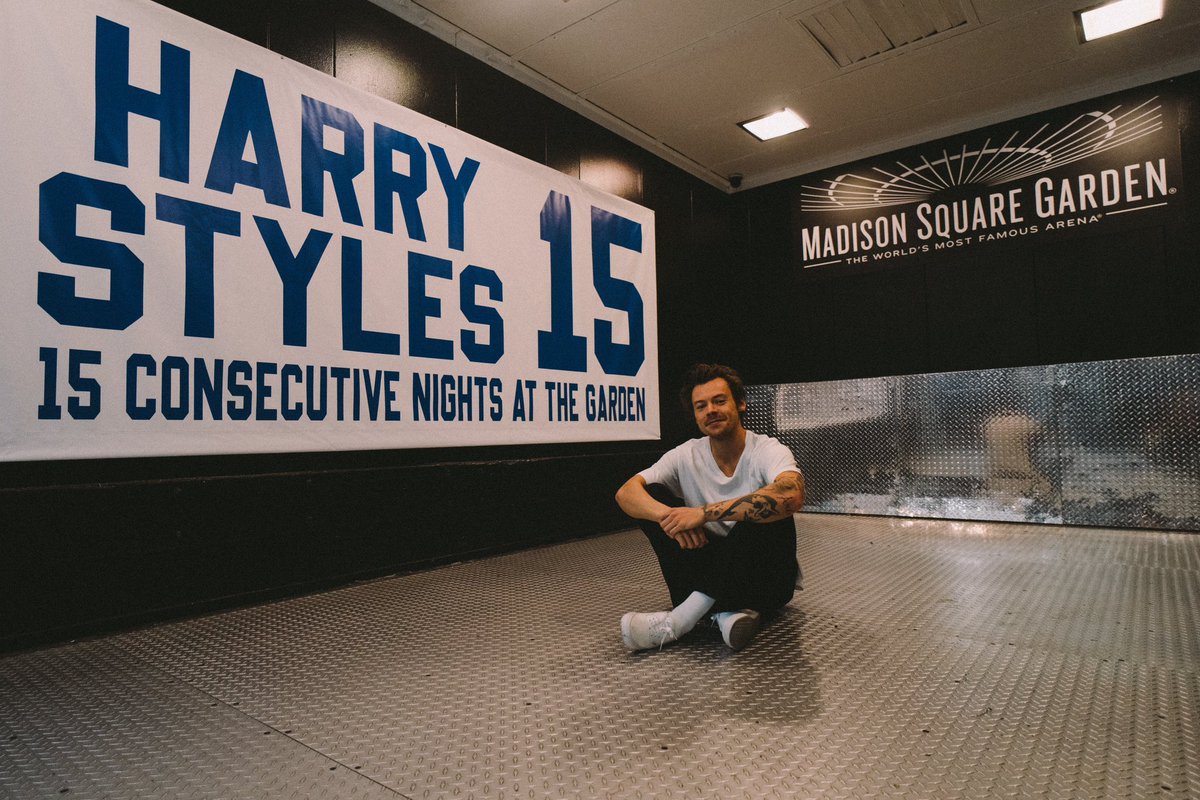 HARRY
STYLES 15
15 CONSECUTIVE NIGHTS AT THE GARDEN
MADISON SQUARE GARDEN®
THE WORLD'S MOST FAMOUS ARENA®